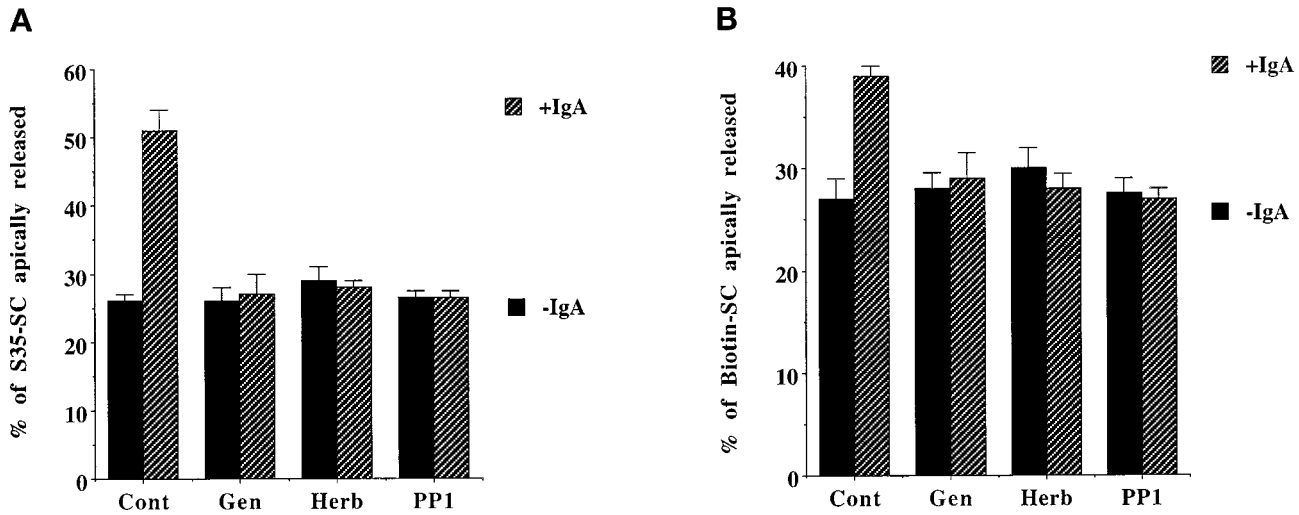 A
% of S35-SC apically released
60
50
40
30
20
10
0
Cont Gen Herb PP1
+IgA
-IgA
B
% of Biotin-SC apically released
40
30
20
10
0
Cont Gen Herb PP1
+IgA
-IgA